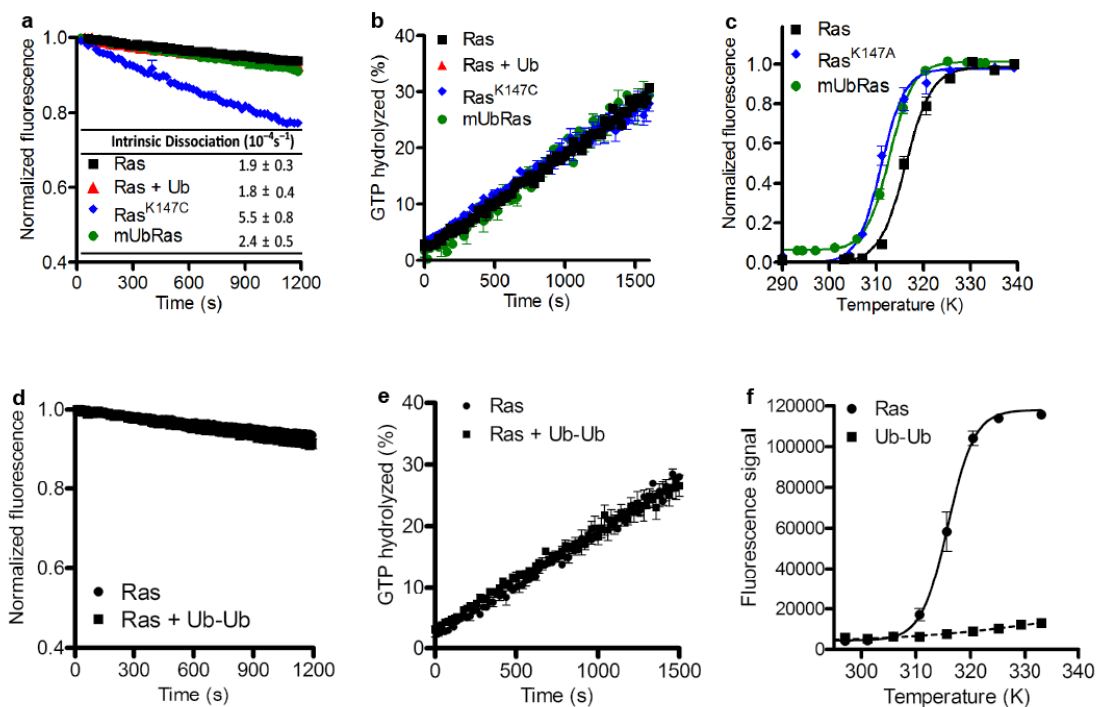 a
Normalized fluorescence
1.0
0.8
0.6
0.4
Intrinsic Dissociation (10⁻⁴s⁻¹)
Ras 1.9 ± 0.3
Ras + Ub 1.8 ± 0.4
Ras^K147C 5.5 ± 0.8
mUbRas 2.4 ± 0.5
0 300 600 900 1200
Time (s)
b
GTP hydrolyzed (%)
40
30
20
10
0
Ras
Ras + Ub
Ras^K147C
mUbRas
0 500 1000 1500
Time (s)
c
Normalized fluorescence
1.0
0.8
0.6
0.4
0.2
0.0
Ras
Ras^K147A
mUbRas
290 300 310 320 330 340
Temperature (K)
d
Normalized fluorescence
1.0
0.8
1.0
0.4
Ras
Ras + Ub-Ub
0 300 600 900 1200
Time (s)
e
GTP hydrolyzed (%)
40
30
20
10
0
Ras
Ras + Ub-Ub
0 500 1000 1500
Time (s)
f
Fluorescence signal
120000
100000
80000
60000
40000
20000
0
Ras
Ub-Ub
300 310 320 330 340
Temperature (K)